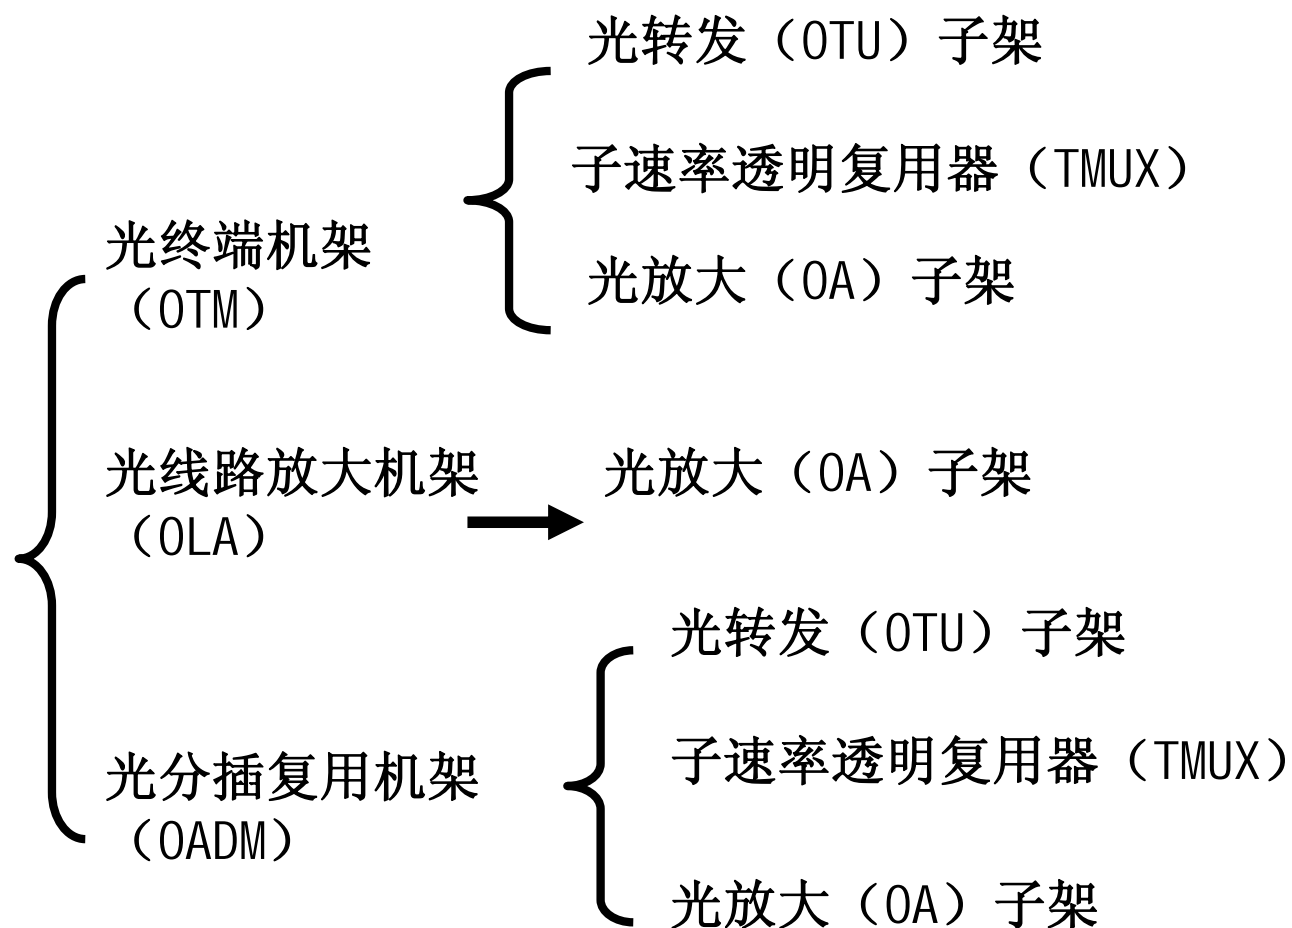 光转发（OTU）子架
子速率透明复用器（TMUX）
光终端机架
（OTM）
光放大（OA）子架
光线路放大机架
（OLA）
光放大（OA）子架
光转发（OTU）子架
子速率透明复用器（TMUX）
光分插复用机架
（OADM）
光放大（OA）子架